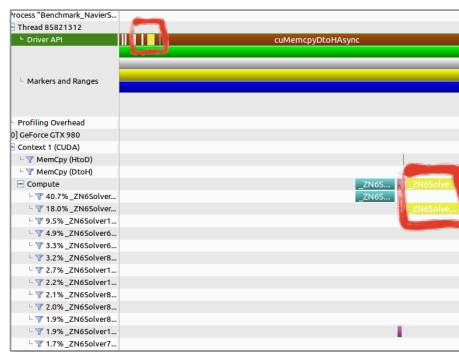 Process "Benchmark_NavierS...
Thread 85821312
Driver API
cuMemcpyDtoHAsync
Markers and Ranges
Profiling Overhead
0] GeForce GTX 980
Context 1 (CUDA)
MemCpy (HtoD)
MemCpy (DtoH)
Compute
_ZN6S...
_ZN6Solve...
40.7% _ZN6Solver...
_ZN6S...
18.0% _ZN6Solver...
_ZN6Solve...
9.5% _ZN6Solver1...
4.9% _ZN6Solver6...
3.3% _ZN6Solver6...
3.2% _ZN6Solver8...
2.7% _ZN6Solver1...
2.2% _ZN6Solver1...
2.1% _ZN6Solver8...
2.0% _ZN6Solver8...
1.9% _ZN6Solver8...
1.9% _ZN6Solver1...
1.7% _ZN6Solver7...